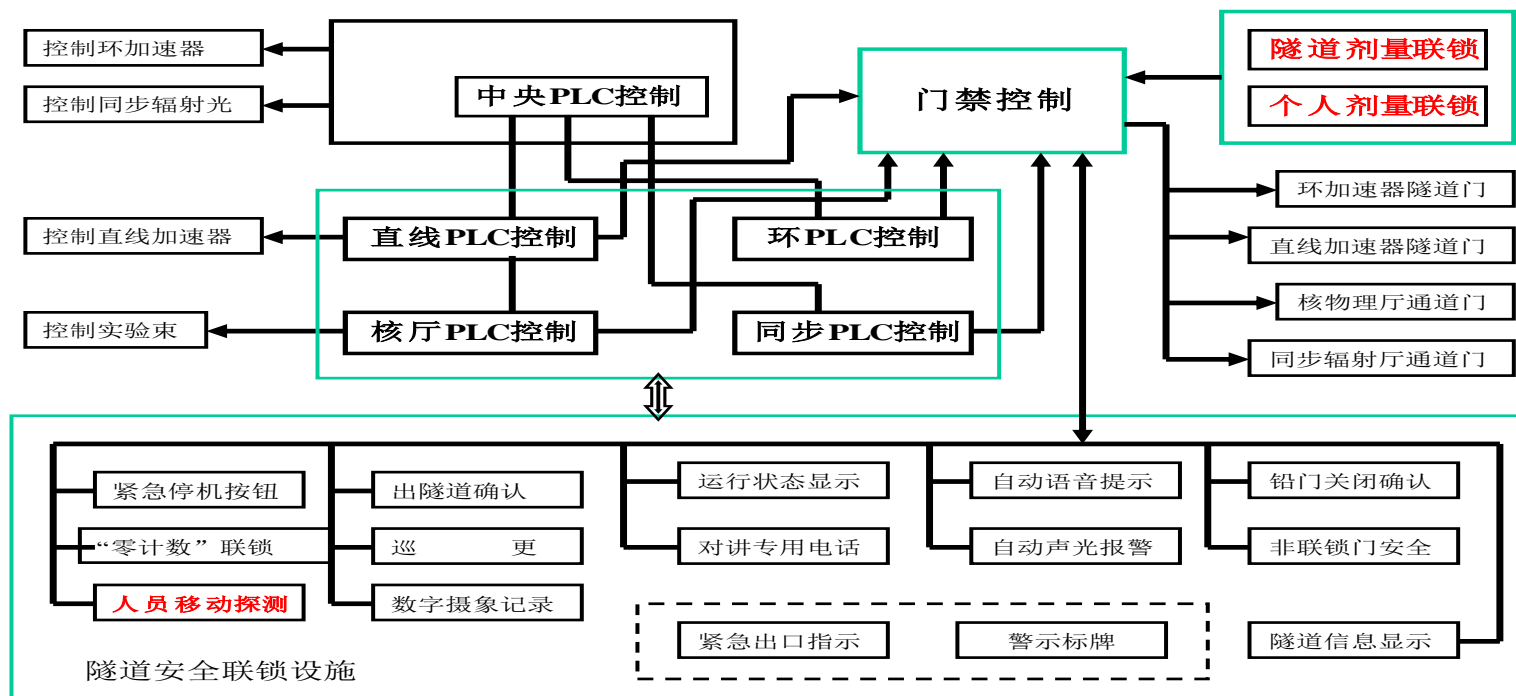 控制环加速器
控制同步辐射光
中央PLC控制
门禁控制
隧道剂量联锁
个人剂量联锁
环加速器隧道门
直线加速器隧道门
核物理厅通道门
同步辐射厅通道门
控制直线加速器
直线PLC控制
环PLC控制
控制实验束
核厅PLC控制
同步PLC控制
紧急停机按钮
出隧道确认
运行状态显示
自动语音提示
铅门关闭确认
“零计数”联锁
巡 更
对讲专用电话
自动声光报警
非联锁门安全
人员移动探测
数字摄象记录
紧急出口指示
警示标牌
隧道信息显示
隧道安全联锁设施